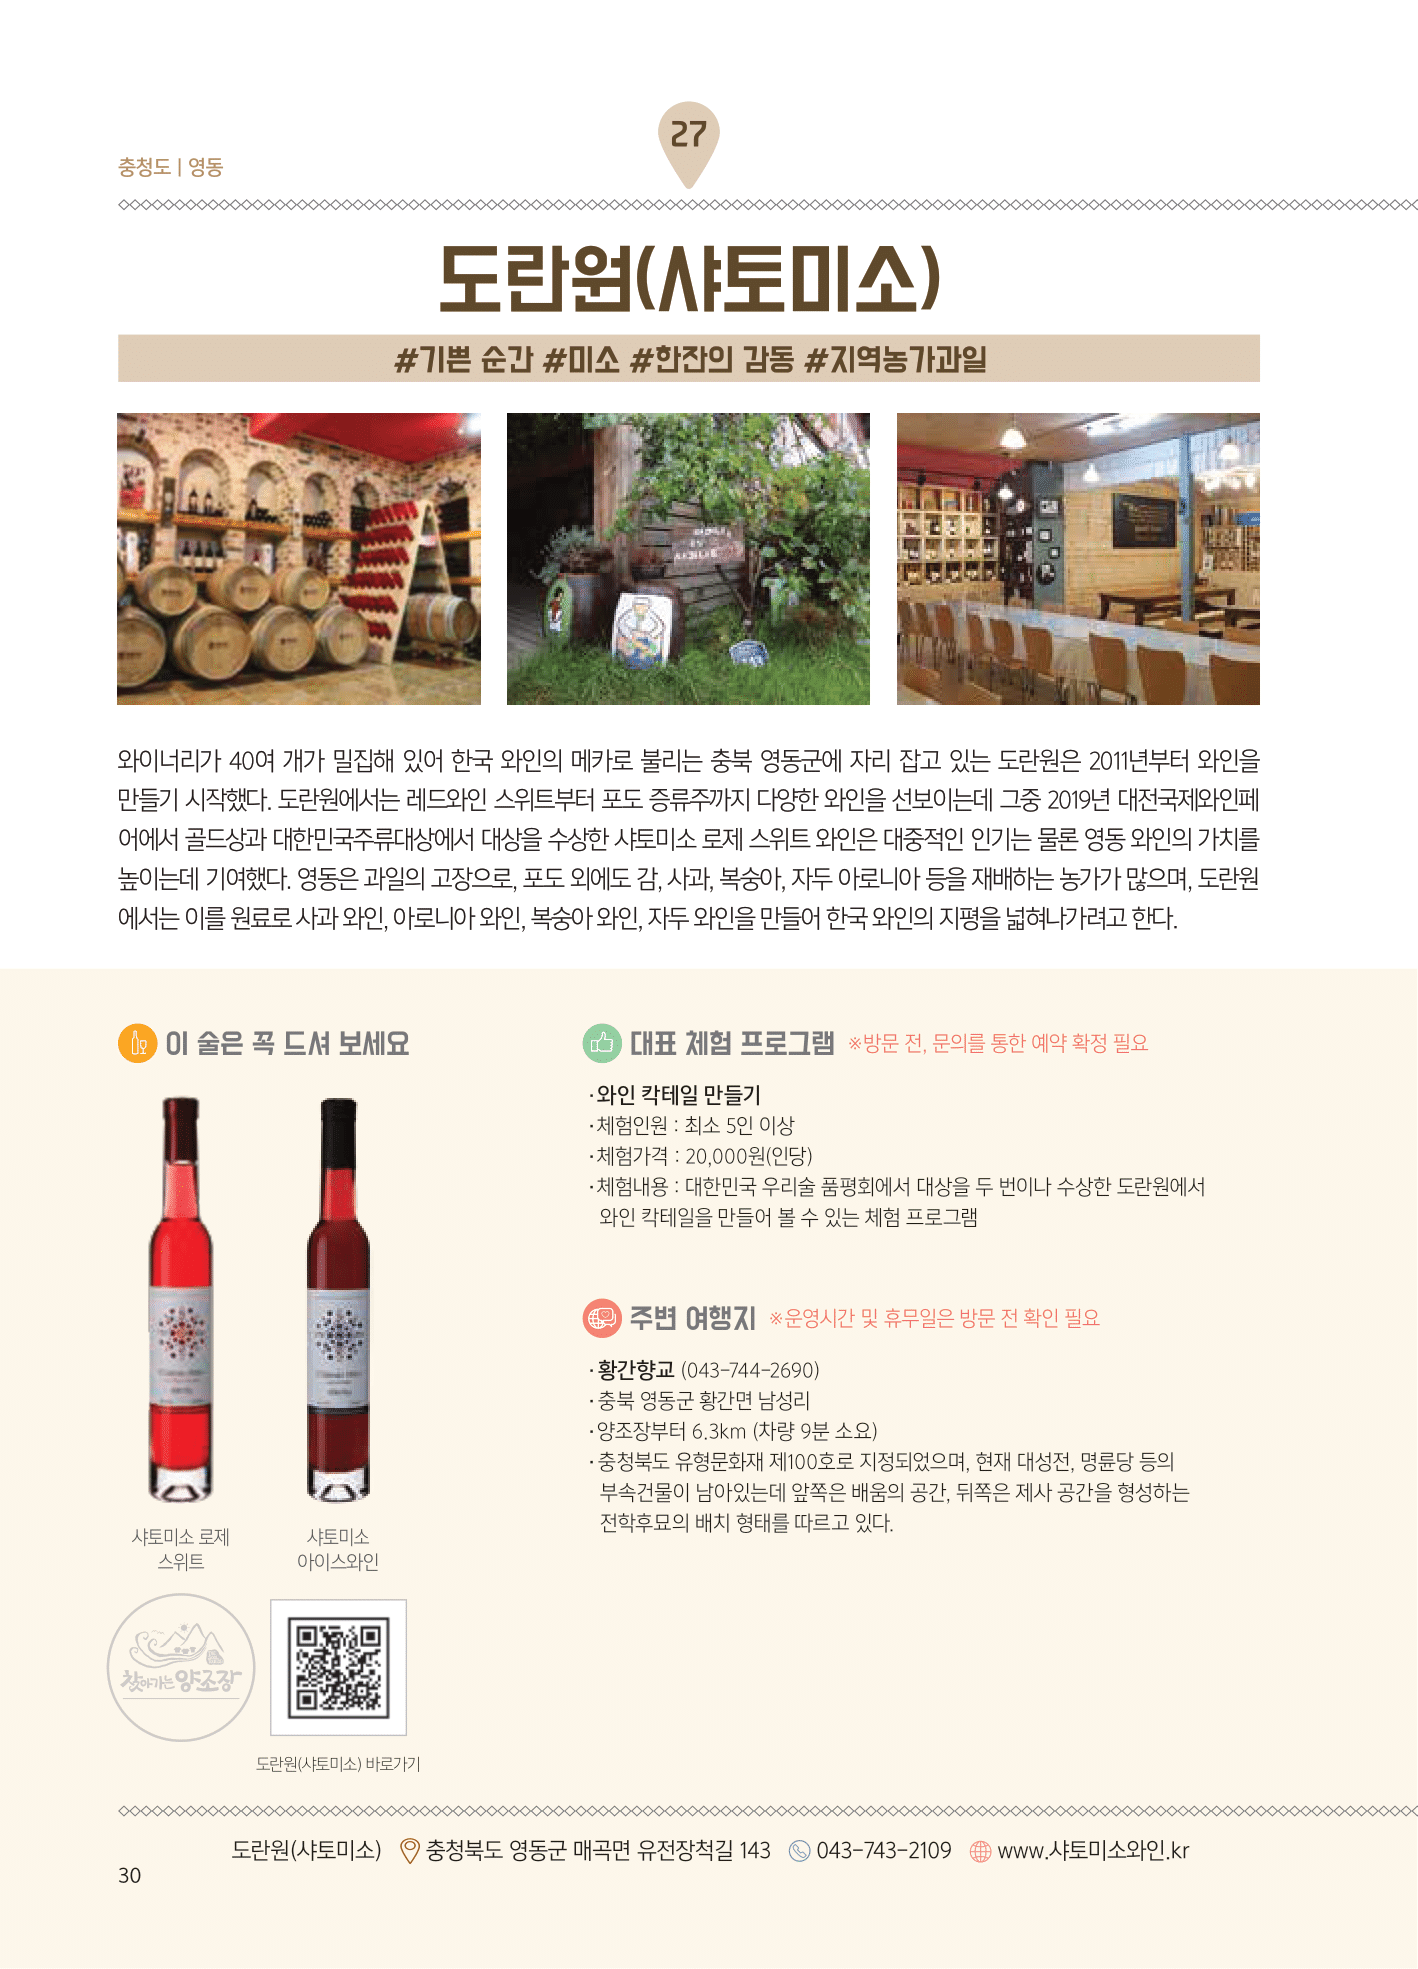 27
충청도 | 영동
도란원(샤토미소)
#기쁜 순간 #미소 #한잔의 감동 #지역농가과일
와이너리가 40여 개가 밀집해 있어 한국 와인의 메카로 불리는 충북 영동군에 자리 잡고 있는 도란원은 2011년부터 와인을
만들기 시작했다. 도란원에서는 레드와인 스위트부터 포도 증류주까지 다양한 와인을 선보이는데 그중 2019년 대전국제와인페
어에서 골드상과 대한민국주류대상에서 대상을 수상한 샤토미소 로제 스위트 와인은 대중적인 인기는 물론 영동 와인의 가치를
높이는데 기여했다. 영동은 과일의 고장으로, 포도 외에도 감, 사과, 복숭아, 자두 아로니아 등을 재배하는 농가가 많으며, 도란원
에서는 이를 원료로 사과 와인, 아로니아 와인, 복숭아 와인, 자두 와인을 만들어 한국 와인의 지평을 넓혀나가려고 한다.
이 술은 꼭 드셔 보세요
샤토미소 로제
스위트
샤토미소
아이스와인
찾아가는 양조장
도란원(샤토미소) 바로가기
대표 체험 프로그램 ※방문 전, 문의를 통한 예약 확정 필요
·와인 칵테일 만들기
·체험인원 : 최소 5인 이상
·체험가격 : 20,000원(인당)
·체험내용 : 대한민국 우리술 품평회에서 대상을 두 번이나 수상한 도란원에서
와인 칵테일을 만들어 볼 수 있는 체험 프로그램
주변 여행지 ※운영시간 및 휴무일은 방문 전 확인 필요
·황간향교 (043-744-2690)
·충북 영동군 황간면 남성리
·양조장부터 6.3km (차량 9분 소요)
·충청북도 유형문화재 제100호로 지정되었으며, 현재 대성전, 명륜당 등의
부속건물이 남아있는데 앞쪽은 배움의 공간, 뒤쪽은 제사 공간을 형성하는
전학후묘의 배치 형태를 따르고 있다.
도란원(샤토미소) 충청북도 영동군 매곡면 유전장척길 143 043-743-2109 www.샤토미소와인.kr
30